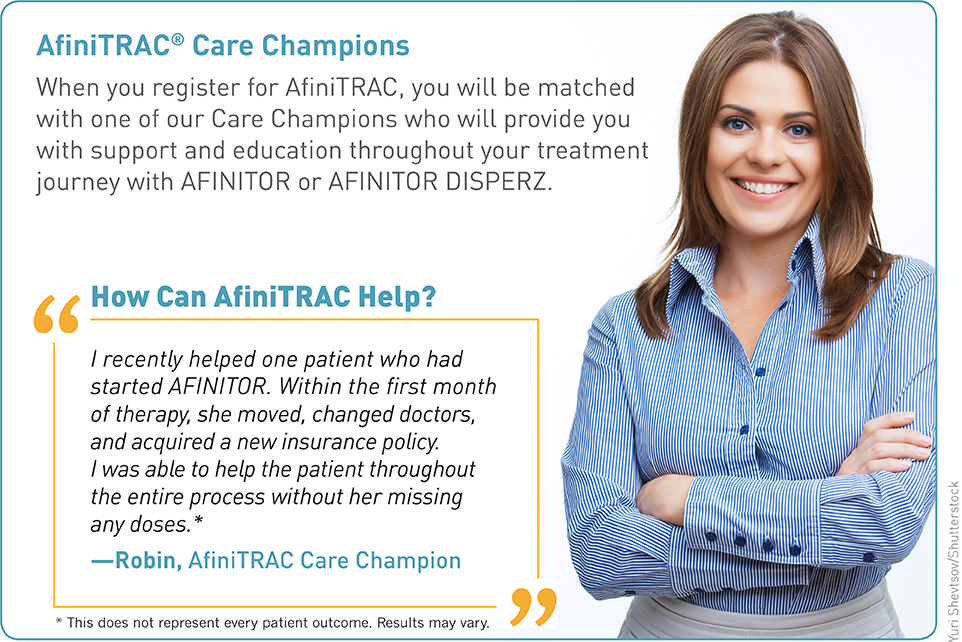 AfiniTRAC® Care Champions
When you register for AfiniTRAC, you will be matched
with one of our Care Champions who will provide you
with support and education throughout your treatment
journey with AFINITOR or AFINITOR DISPERZ.
“ How Can AfiniTRAC Help?
I recently helped one patient who had
started AFINITOR. Within the first month
of therapy, she moved, changed doctors,
and acquired a new insurance policy.
I was able to help the patient throughout
the entire process without her missing
any doses.*
—Robin, AfiniTRAC Care Champion
”
* This does not represent every patient outcome. Results may vary.
Yuri Shevtsov/Shutterstock